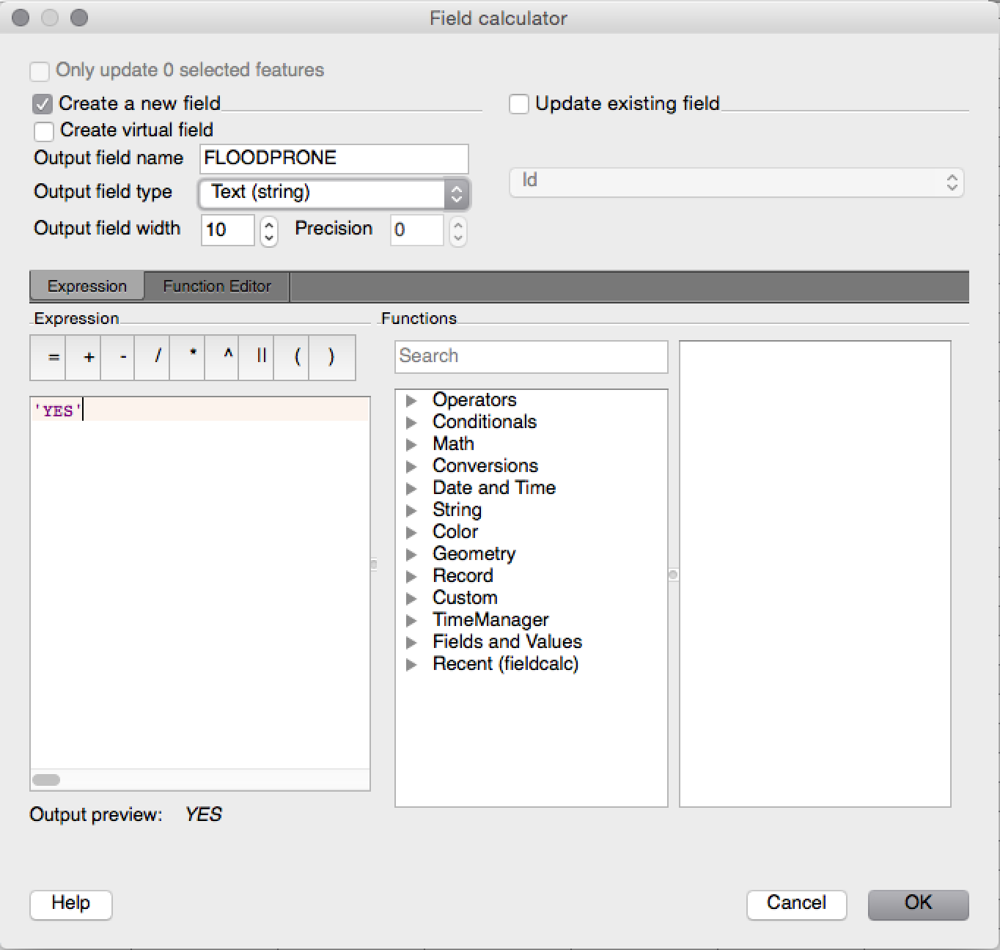 Field calculator
Only update 0 selected features
Create a new field
Update existing field
Create virtual field
Output field name FLOODPRONE
Id
Output field type Text (string)
Output field width 10 Precision 0
Expression Function Editor
Expression Functions
= + - / * ^ || ( )
Search
'YES'
Operators
Conditionals
Math
Conversions
Date and Time
String
Color
Geometry
Record
Custom
TimeManager
Fields and Values
Recent (fieldcalc)
Output preview: YES
Help Cancel OK